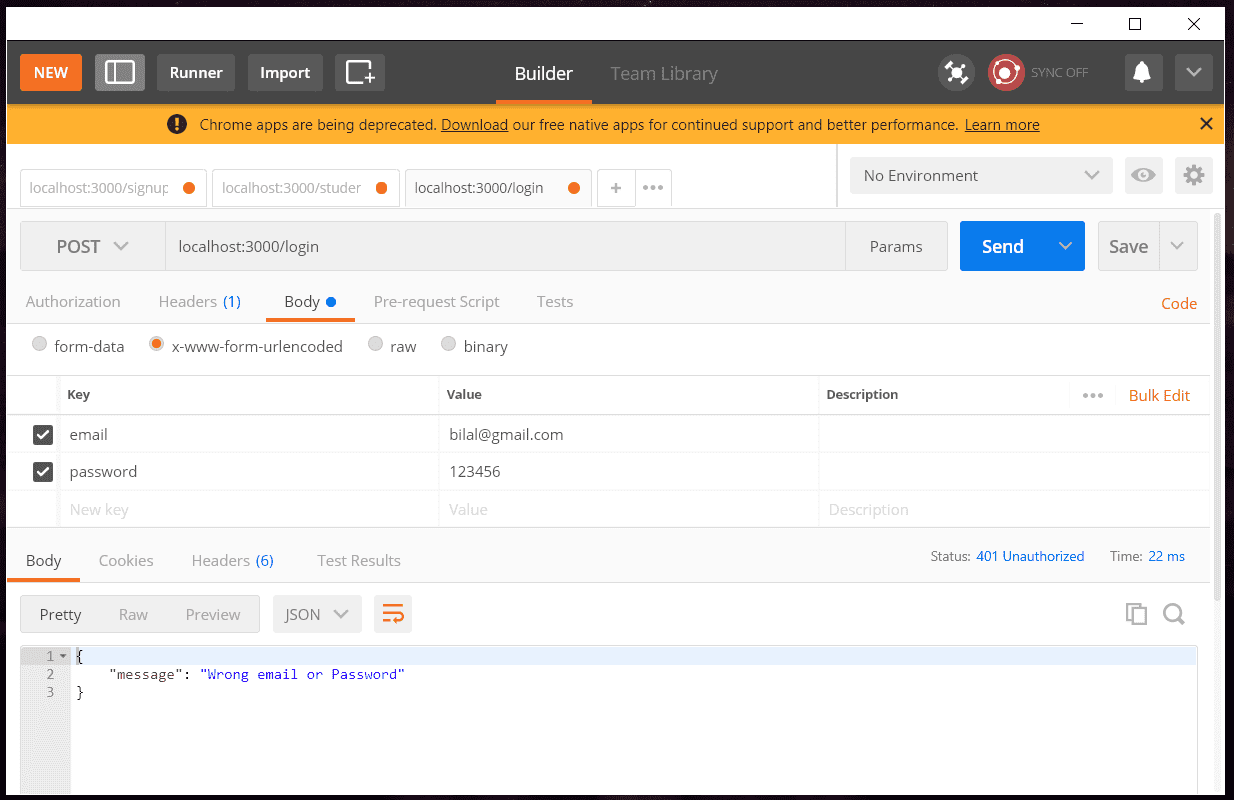 NEW Runner Import Builder Team Library SYNC OFF
Chrome apps are being deprecated. Download our free native apps for continued support and better performance. Learn more
localhost:3000/signup localhost:3000/studer localhost:3000/login + ••• No Environment
POST localhost:3000/login Params Send Save
Authorization Headers (1) Body Pre-request Script Tests Code
form-data x-www-form-urlencoded raw binary
Key Value Description ••• Bulk Edit
email bilal@gmail.com
password 123456
New key Value Description
Body Cookies Headers (6) Test Results Status: 401 Unauthorized Time: 22 ms
Pretty Raw Preview JSON
1 {
2 "message": "Wrong email or Password"
3 }